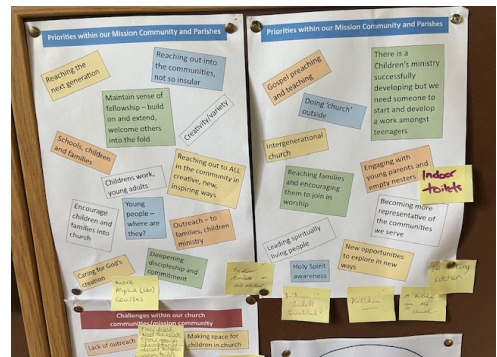 Priorities within our Mission Community and Parishes
Reaching the
next generation
Reaching out into
the communities,
not so insular
Maintain sense of
fellowship – build
on and extend,
welcome others
into the fold
Creativity/variety
Schools, children
and families
Childrens work,
young adults
Reaching out to ALL
in the community in
creative, new,
inspiring ways
Encourage
children and
families into
church
Young
people –
where are
they?
Outreach – to
families, children
ministry
Caring for God's
creation
Deepening
discipleship and
commitment
More
Alpha
courses
Challenges within our church
communities/mission community
Lack of outreach
Making space for
children in church
Priorities within our Mission Community and Parishes
Gospel preaching
and teaching
Doing 'church'
outside
There is a
Children's ministry
successfully
developing but we
need someone to
start and develop
a work amongst
teenagers
Intergenerational
church
Reaching families
and encouraging
them to join in
worship
Engaging with
young parents and
empty nesters
Indoor
toilets
Becoming more
representative of
the communities
we serve
Leading spiritually
living people
Holy Spirit
awareness
New opportunities
to explore in new
ways
Kitchen